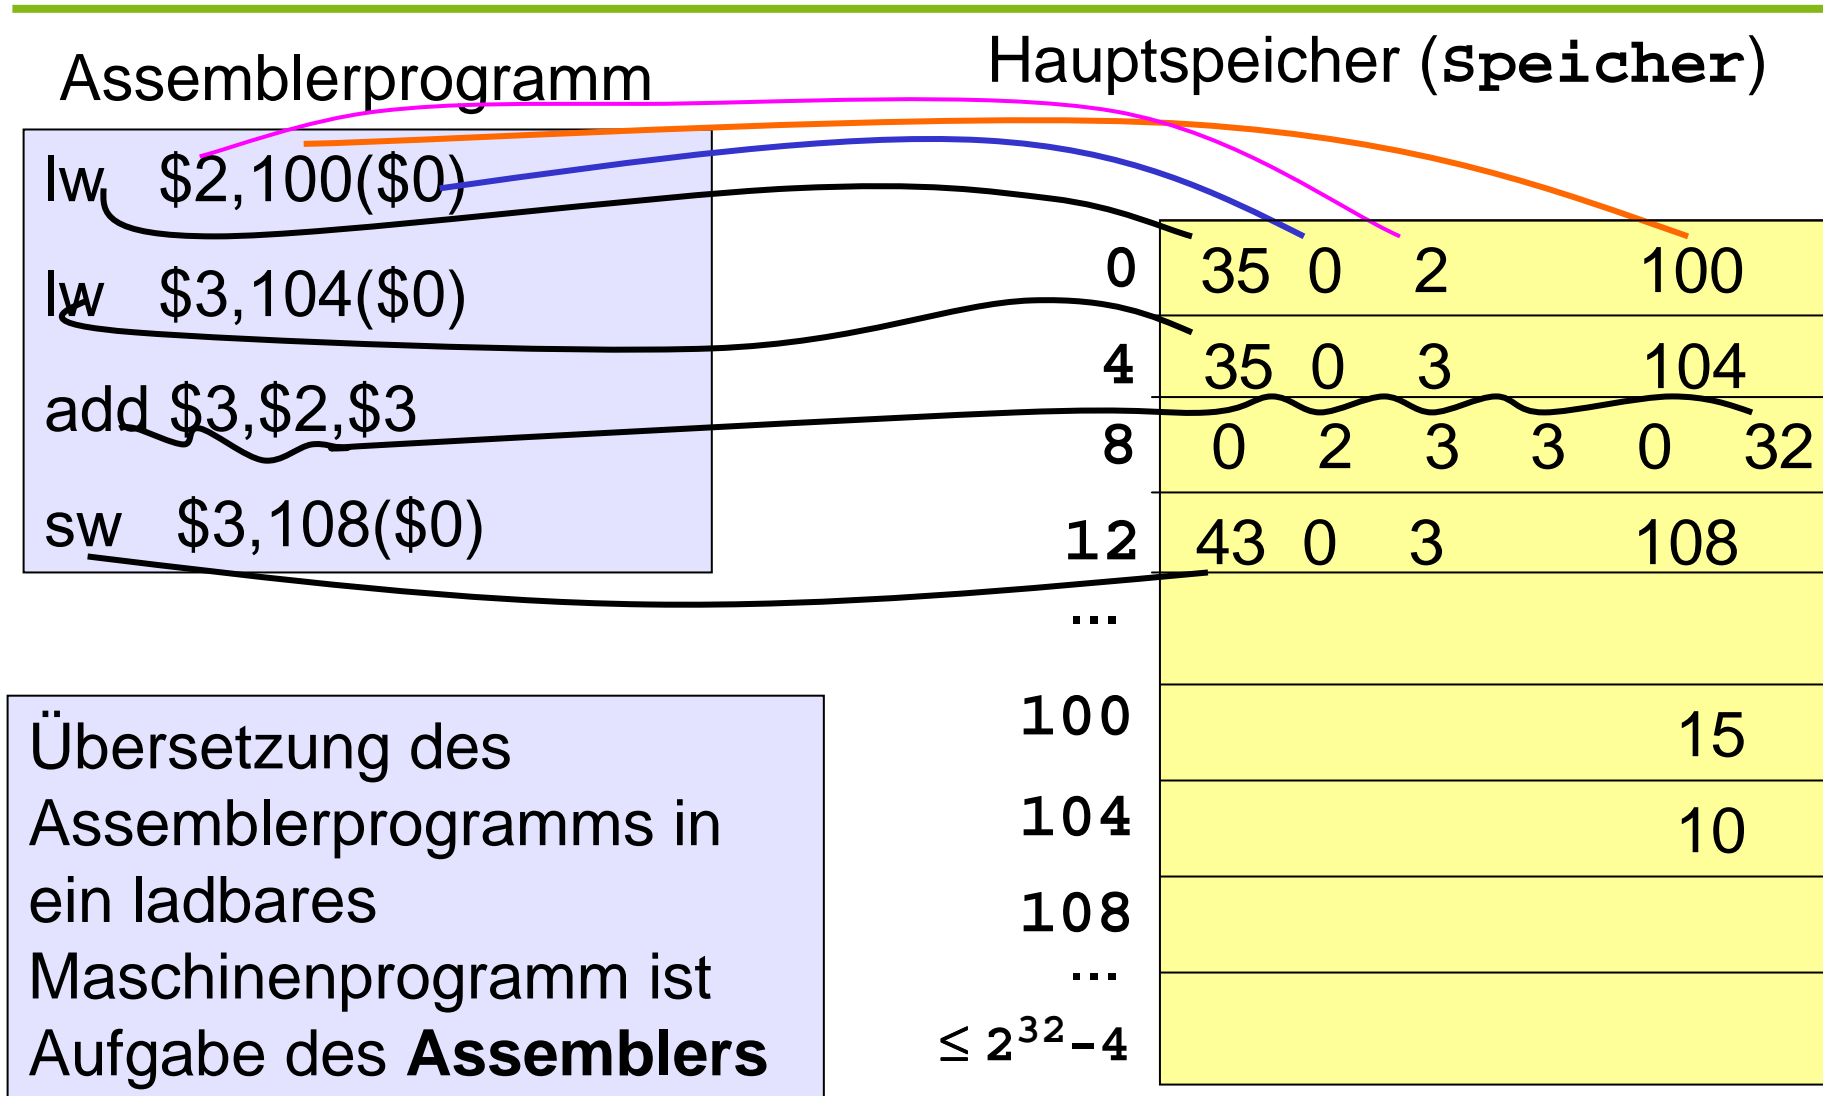 Assemblerprogramm
lw $2,100($0)
lw $3,104($0)
add $3,$2,$3
sw $3,108($0)
Übersetzung des
Assemblerprogramms in
ein ladbares
Maschinenprogramm ist
Aufgabe des Assemblers
Hauptspeicher (Speicher)
0 35 0 2 100
4 35 0 3 104
8 0 2 3 3 0 32
12 43 0 3 108
...
100 15
104 10
108
...
≤ 2³²-4